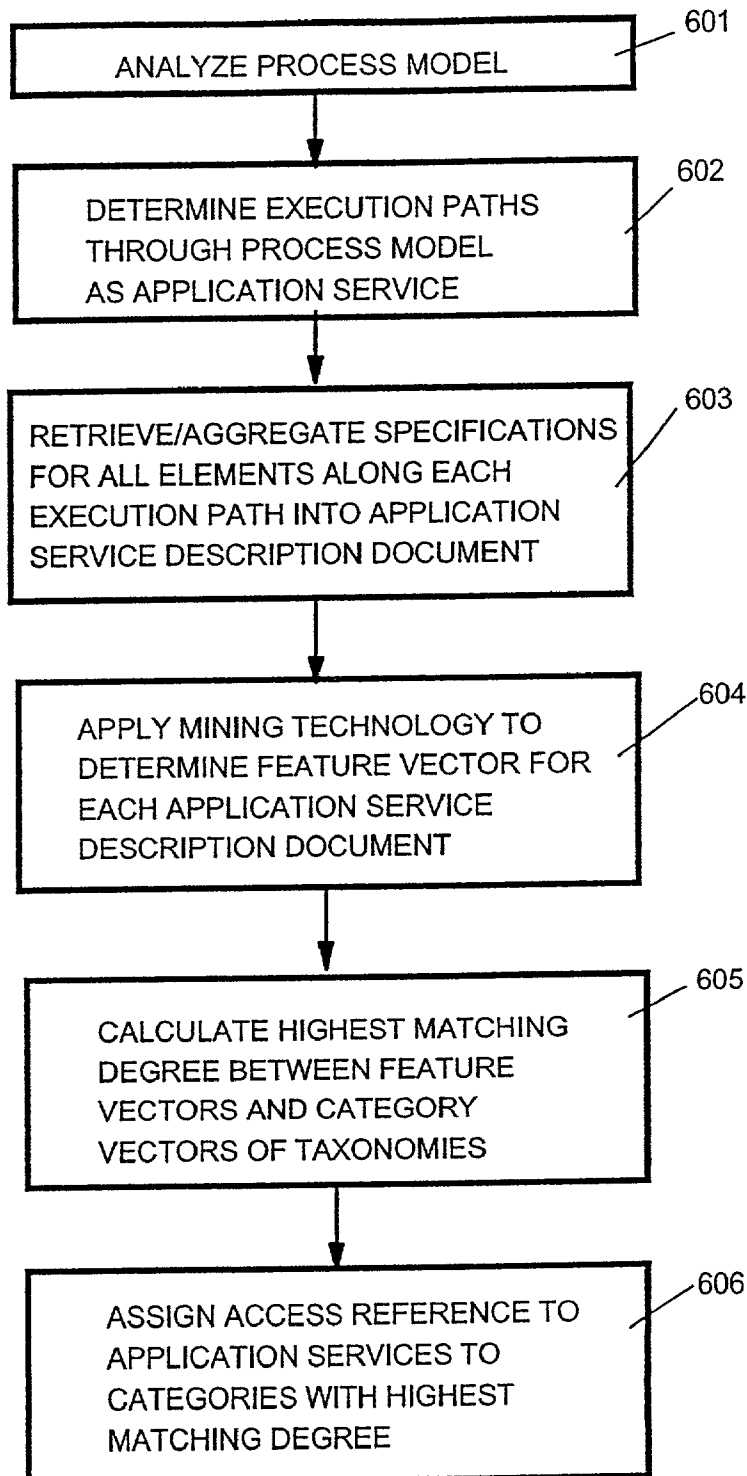 601
ANALYZE PROCESS MODEL
602
DETERMINE EXECUTION PATHS
THROUGH PROCESS MODEL
AS APPLICATION SERVICE
603
RETRIEVE/AGGREGATE SPECIFICATIONS
FOR ALL ELEMENTS ALONG EACH
EXECUTION PATH INTO APPLICATION
SERVICE DESCRIPTION DOCUMENT
604
APPLY MINING TECHNOLOGY TO
DETERMINE FEATURE VECTOR FOR
EACH APPLICATION SERVICE
DESCRIPTION DOCUMENT
605
CALCULATE HIGHEST MATCHING
DEGREE BETWEEN FEATURE
VECTORS AND CATEGORY
VECTORS OF TAXONOMIES
606
ASSIGN ACCESS REFERENCE TO
APPLICATION SERVICES TO
CATEGORIES WITH HIGHEST
MATCHING DEGREE